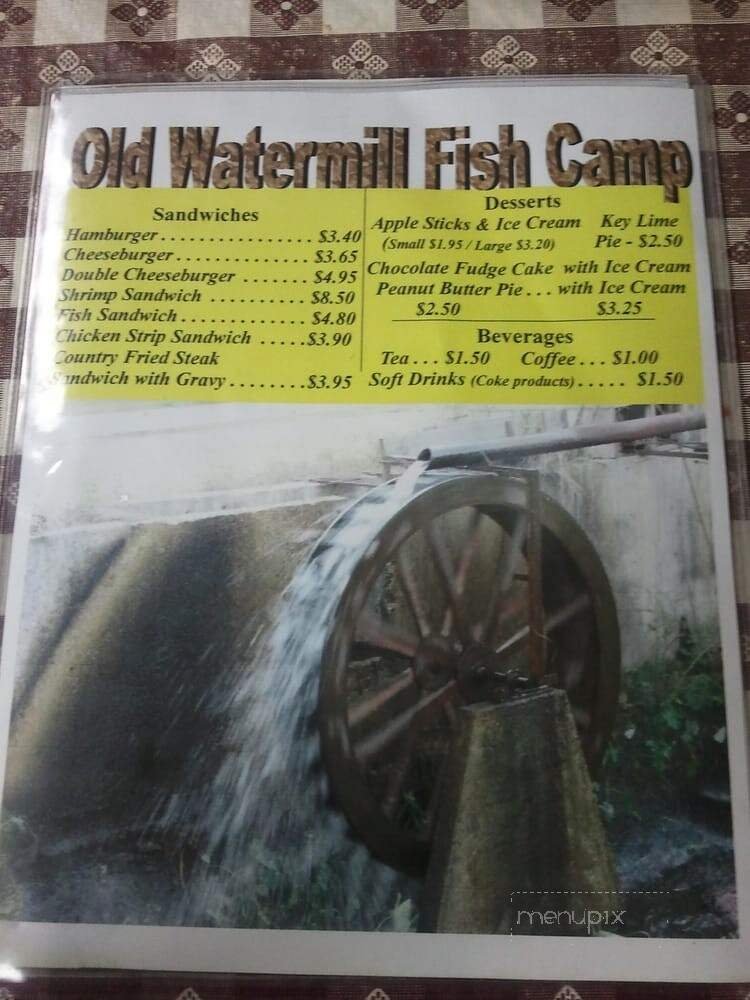 Old Watermill Fish Camp
Sandwiches
Hamburger . . . . . . . . . . . . . . . . $3.40
Cheeseburger . . . . . . . . . . . . . . $3.65
Double Cheeseburger . . . . . . . $4.95
Shrimp Sandwich . . . . . . . . . . $8.50
Fish Sandwich . . . . . . . . . . . . . $4.80
Chicken Strip Sandwich . . . . . $3.90
Country Fried Steak
Sandwich with Gravy . . . . . . . . $3.95
Desserts
Apple Sticks & Ice Cream Key Lime
(Small $1.95 / Large $3.20) Pie - $2.50
Chocolate Fudge Cake with Ice Cream
Peanut Butter Pie . . . with Ice Cream
$2.50 $3.25
Beverages
Tea . . . $1.50 Coffee . . . $1.00
Soft Drinks (Coke products) . . . . . $1.50
menupix